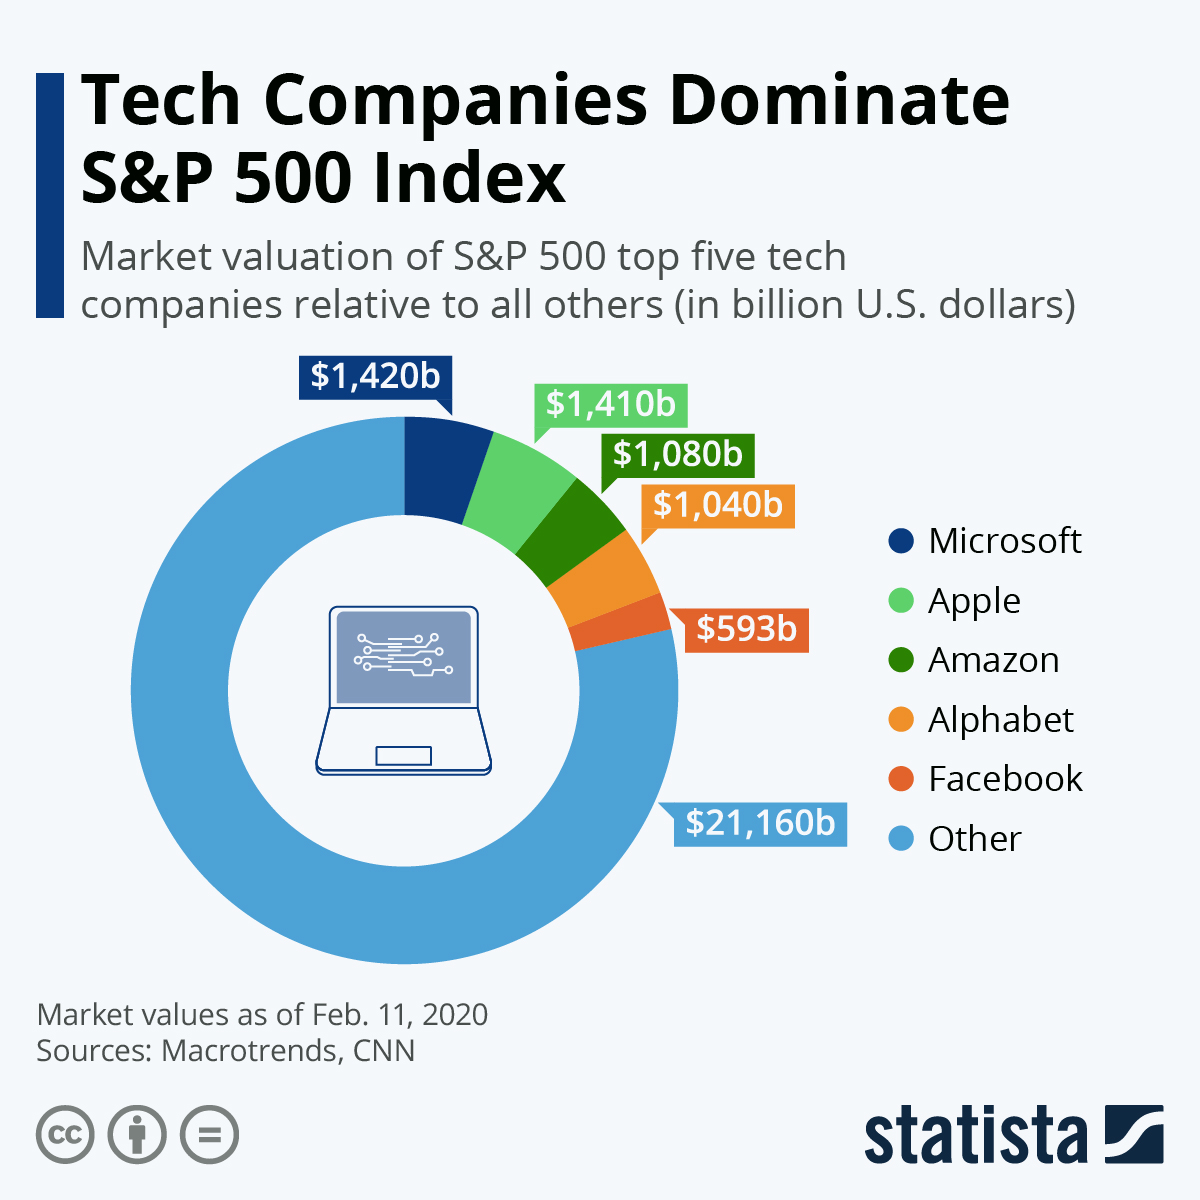 Tech Companies Dominate
S&P 500 Index
Market valuation of S&P 500 top five tech
companies relative to all others (in billion U.S. dollars)
$1,420b
$1,410b
$1,080b
$1,040b
$593b
$21,160b
Microsoft
Apple
Amazon
Alphabet
Facebook
Other
Market values as of Feb. 11, 2020
Sources: Macrotrends, CNN
cc
statista